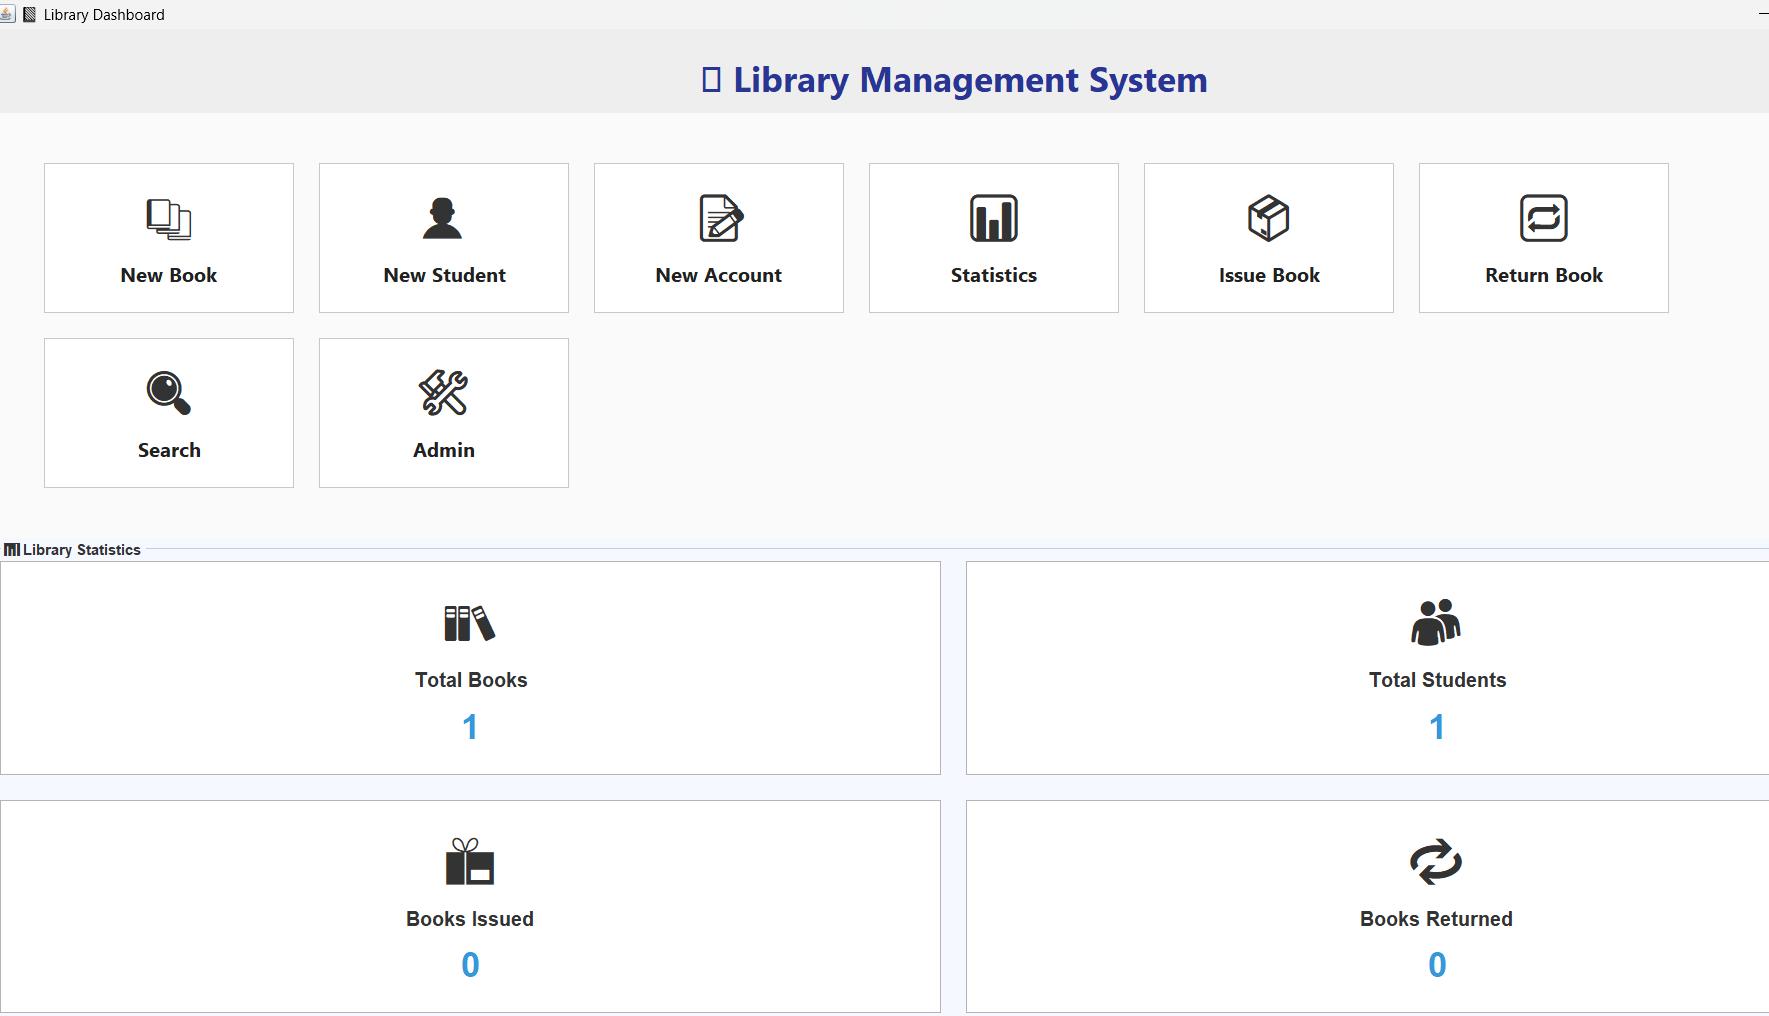 Library Dashboard
Library Management System
New Book
New Student
New Account
Statistics
Issue Book
Return Book
Search
Admin
Library Statistics
Total Books
1
Total Students
1
Books Issued
0
Books Returned
0